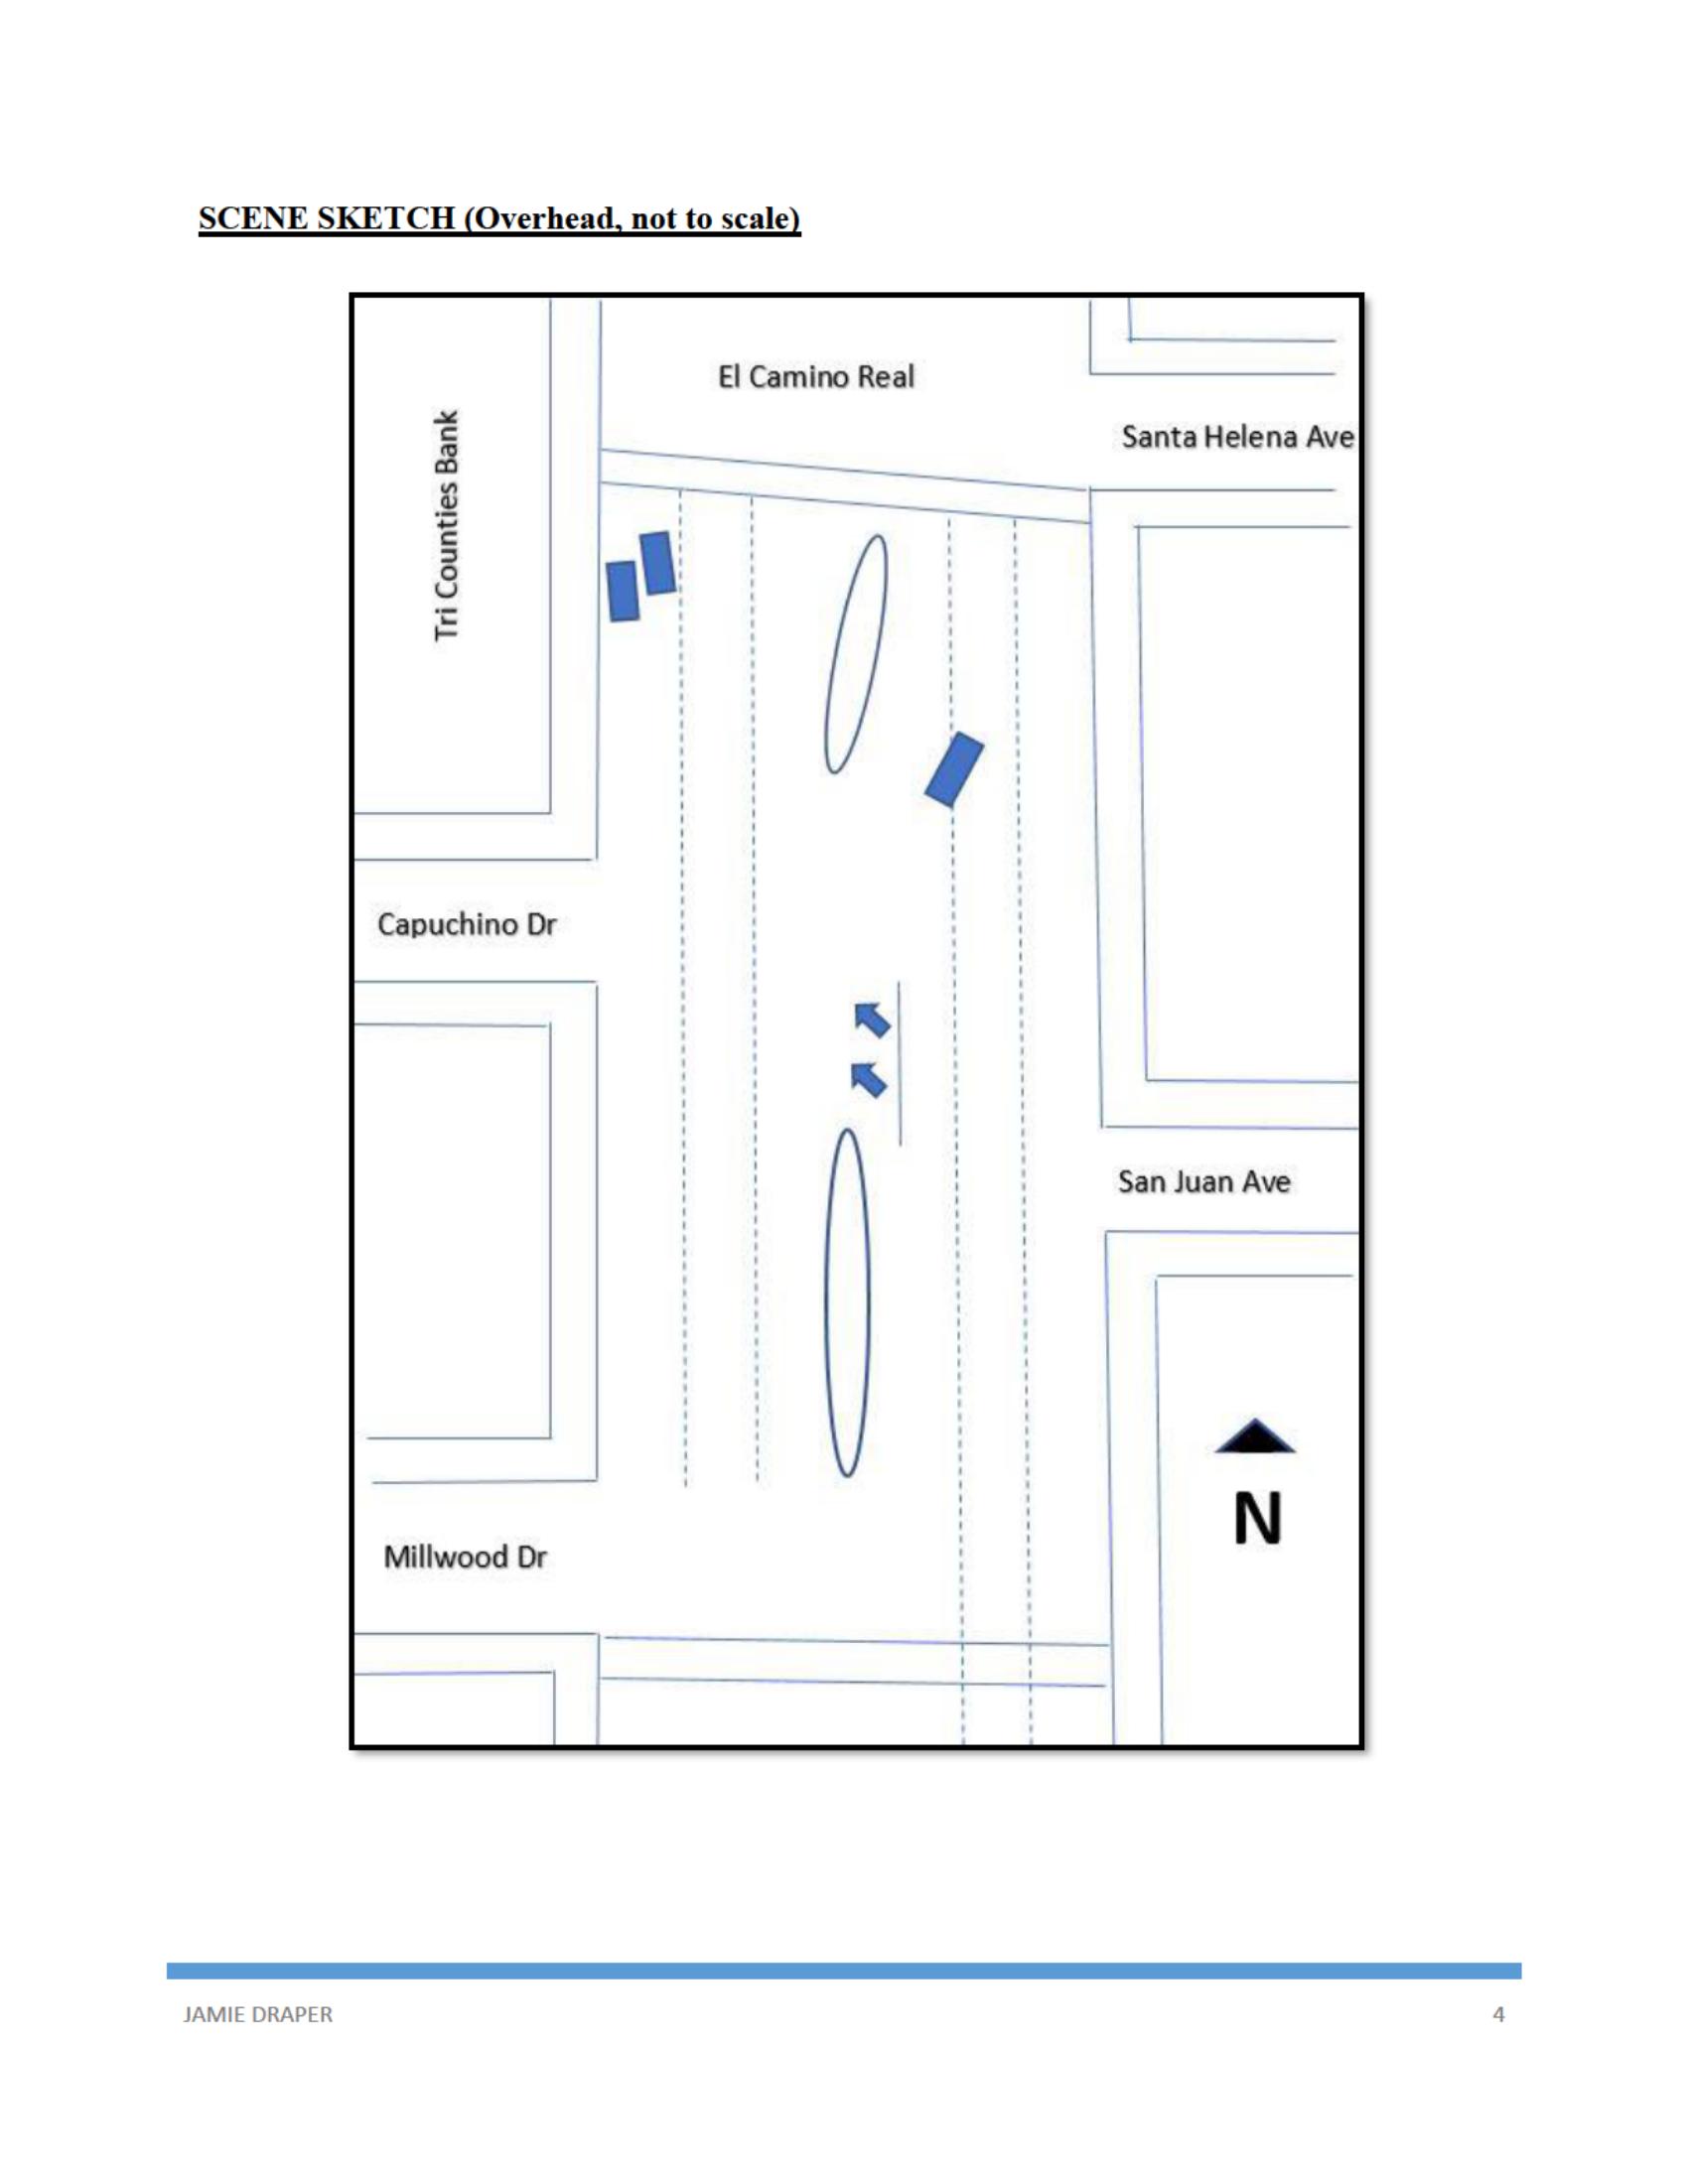 SCENE SKETCH (Overhead, not to scale)
El Camino Real
Santa Helena Ave
Tri Counties Bank
Capuchino Dr
San Juan Ave
N
Millwood Dr
JAMIE DRAPER
4